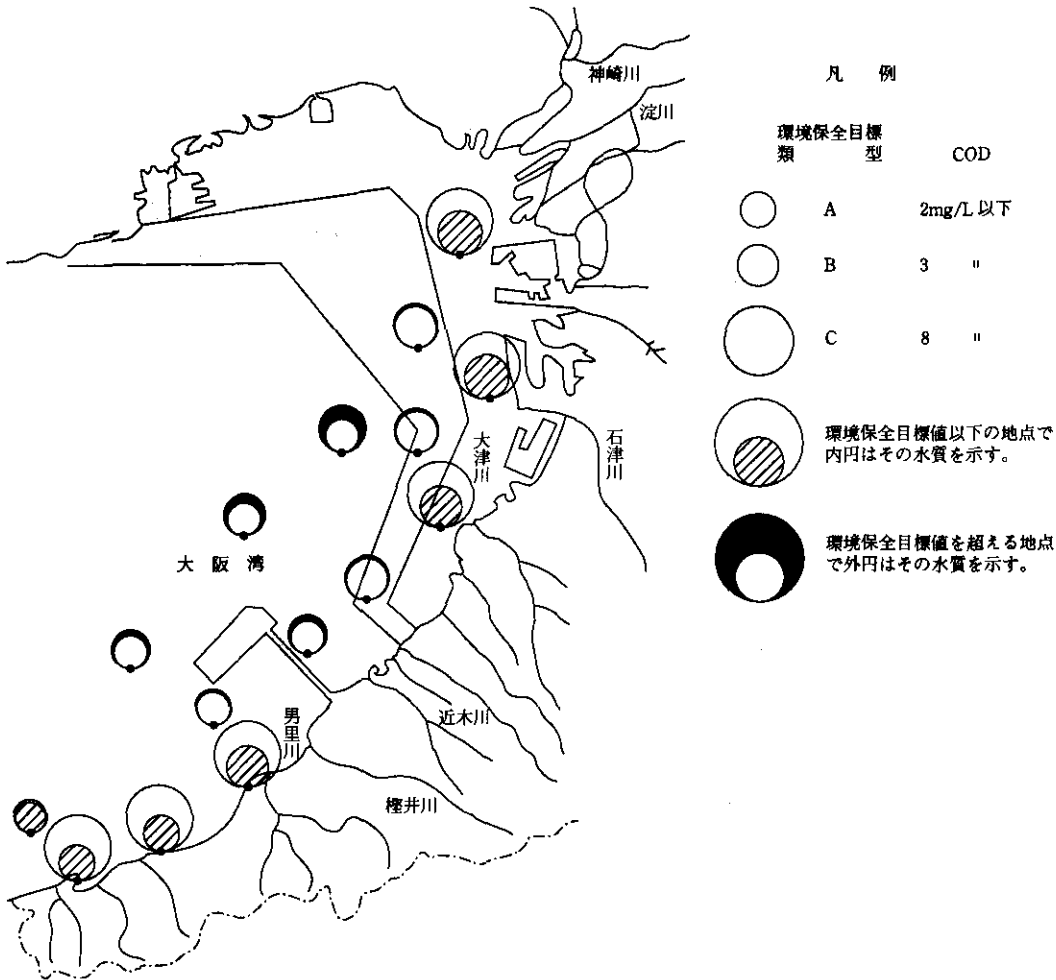 神崎川
淀川
大津川
石津川
大阪湾
男里川
近木川
樫井川
凡 例
環境保全目標
類 型 COD
A 2mg/L 以下
B 3 〃
C 8 〃
環境保全目標値以下の地点で
内円はその水質を示す。
環境保全目標値を超える地点
で外円はその水質を示す。